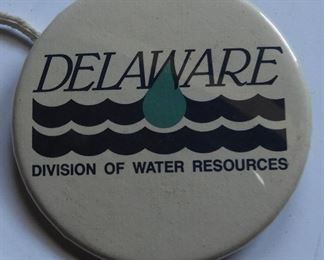 DELAWARE
DIVISION OF WATER RESOURCES